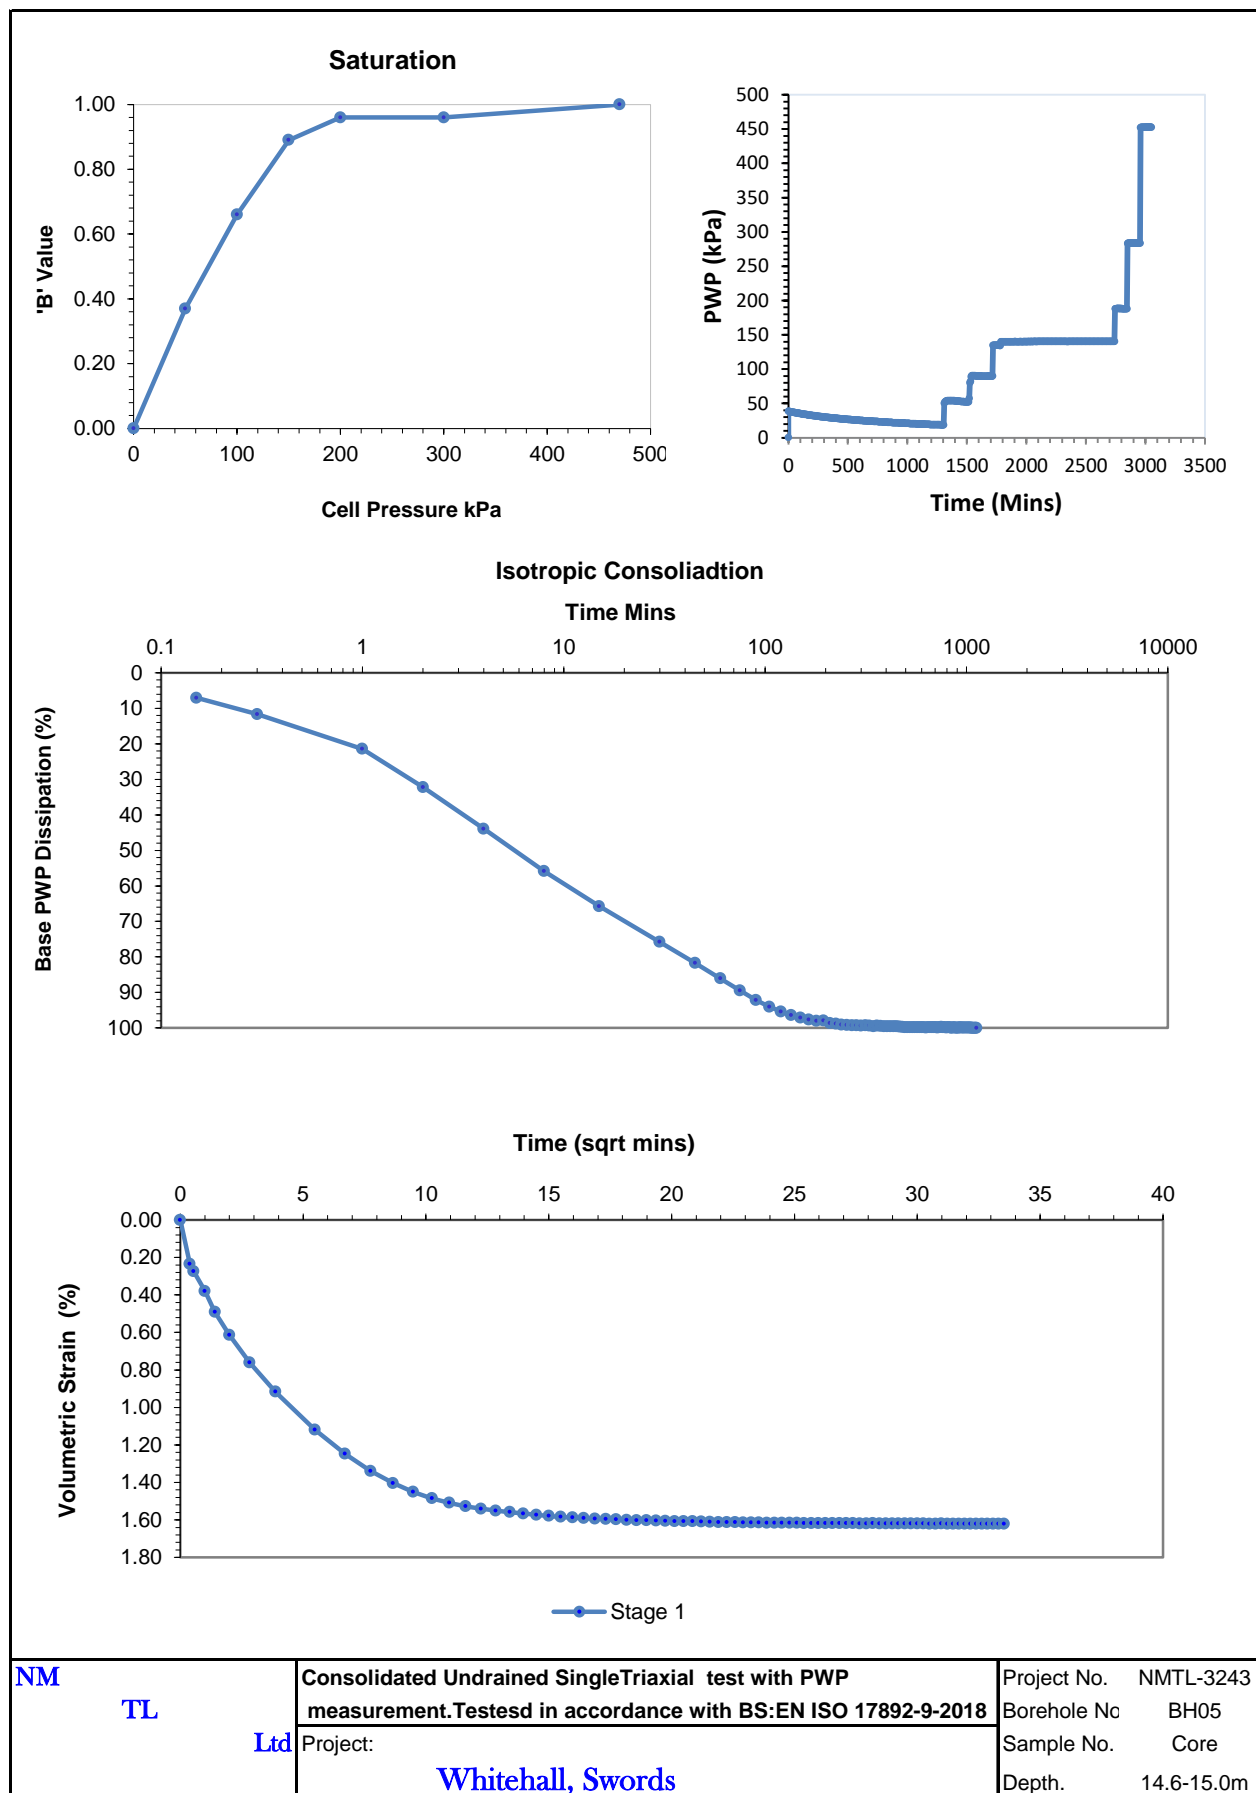 Saturation
1.00
0.80
0.60
0.40
0.20
0.00
'B' Value
0 100 200 300 400 500
Cell Pressure kPa
500
450
400
350
300
250
200
150
100
50
0
PWP (kPa)
0 500 1000 1500 2000 2500 3000 3500
Time (Mins)
Isotropic Consoliadtion
Time Mins
0.1 1 10 100 1000 10000
0
10
20
30
40
50
60
70
80
90
100
Base PWP Dissipation (%)
Time (sqrt mins)
0 5 10 15 20 25 30 35 40
0.00
0.20
0.40
0.60
0.80
1.00
1.20
1.40
1.60
1.80
Volumetric Strain (%)
Stage 1
NM
TL
Ltd
Consolidated Undrained SingleTriaxial test with PWP
measurement.Testesd in accordance with BS:EN ISO 17892-9-2018
Project:
Whitehall, Swords
Project No. NMTL-3243
Borehole No BH05
Sample No. Core
Depth. 14.6-15.0m